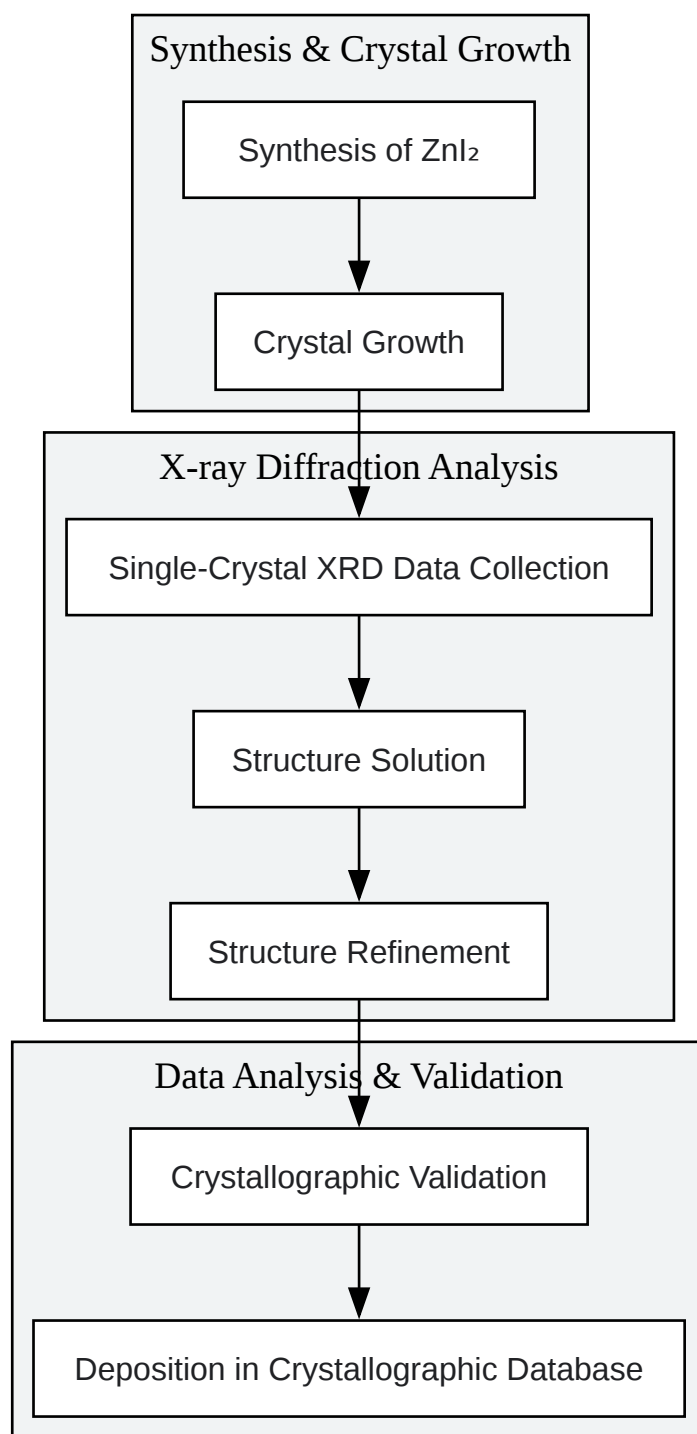 Synthesis & Crystal Growth
Synthesis of ZnI₂
Crystal Growth
X-ray Diffraction Analysis
Single-Crystal XRD Data Collection
Structure Solution
Structure Refinement
Data Analysis & Validation
Crystallographic Validation
Deposition in Crystallographic Database